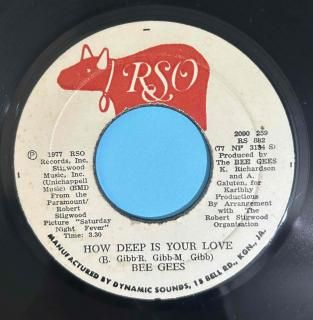 RSO
2090 259
RS 882
(77 NP 3134 S)
Produced by
The BEE GEES
K.
Richardson and
A.
Galuten, for
Karlbhy
Productions
By Arrangement
with The
Robert Stigwood
Organisation
Ⓟ 1977 RSO
Records, Inc.
Stigwood
Music, Inc.
(Unichappell
Music) (BMI)
From the
Paramount/
Robert
Stigwood
Picture "Saturday
Night Fever"
Time: 3.30
HOW DEEP IS YOUR LOVE
(B. Gibb-R. Gibb-M. Gibb)
BEE GEES
MANUFACTURED BY DYNAMIC SOUNDS, 15 BELL RD., KGN., JA.